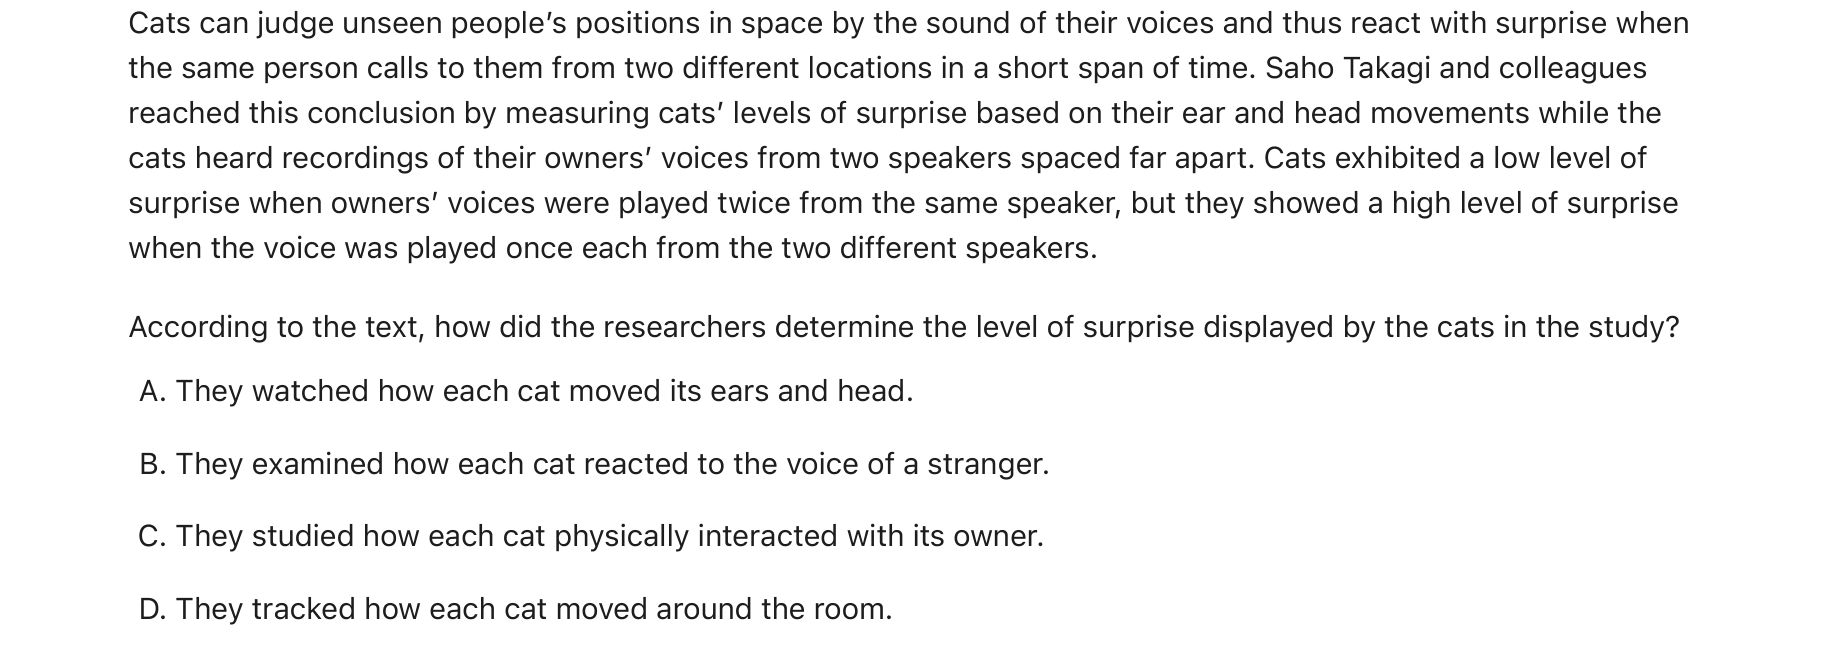 Cats can judge unseen people’s positions in space by the sound of their voices and thus react with surprise when
the same person calls to them from two different locations in a short span of time. Saho Takagi and colleagues
reached this conclusion by measuring cats’ levels of surprise based on their ear and head movements while the
cats heard recordings of their owners’ voices from two speakers spaced far apart. Cats exhibited a low level of
surprise when owners’ voices were played twice from the same speaker, but they showed a high level of surprise
when the voice was played once each from the two different speakers.
According to the text, how did the researchers determine the level of surprise displayed by the cats in the study?
A. They watched how each cat moved its ears and head.
B. They examined how each cat reacted to the voice of a stranger.
C. They studied how each cat physically interacted with its owner.
D. They tracked how each cat moved around the room.